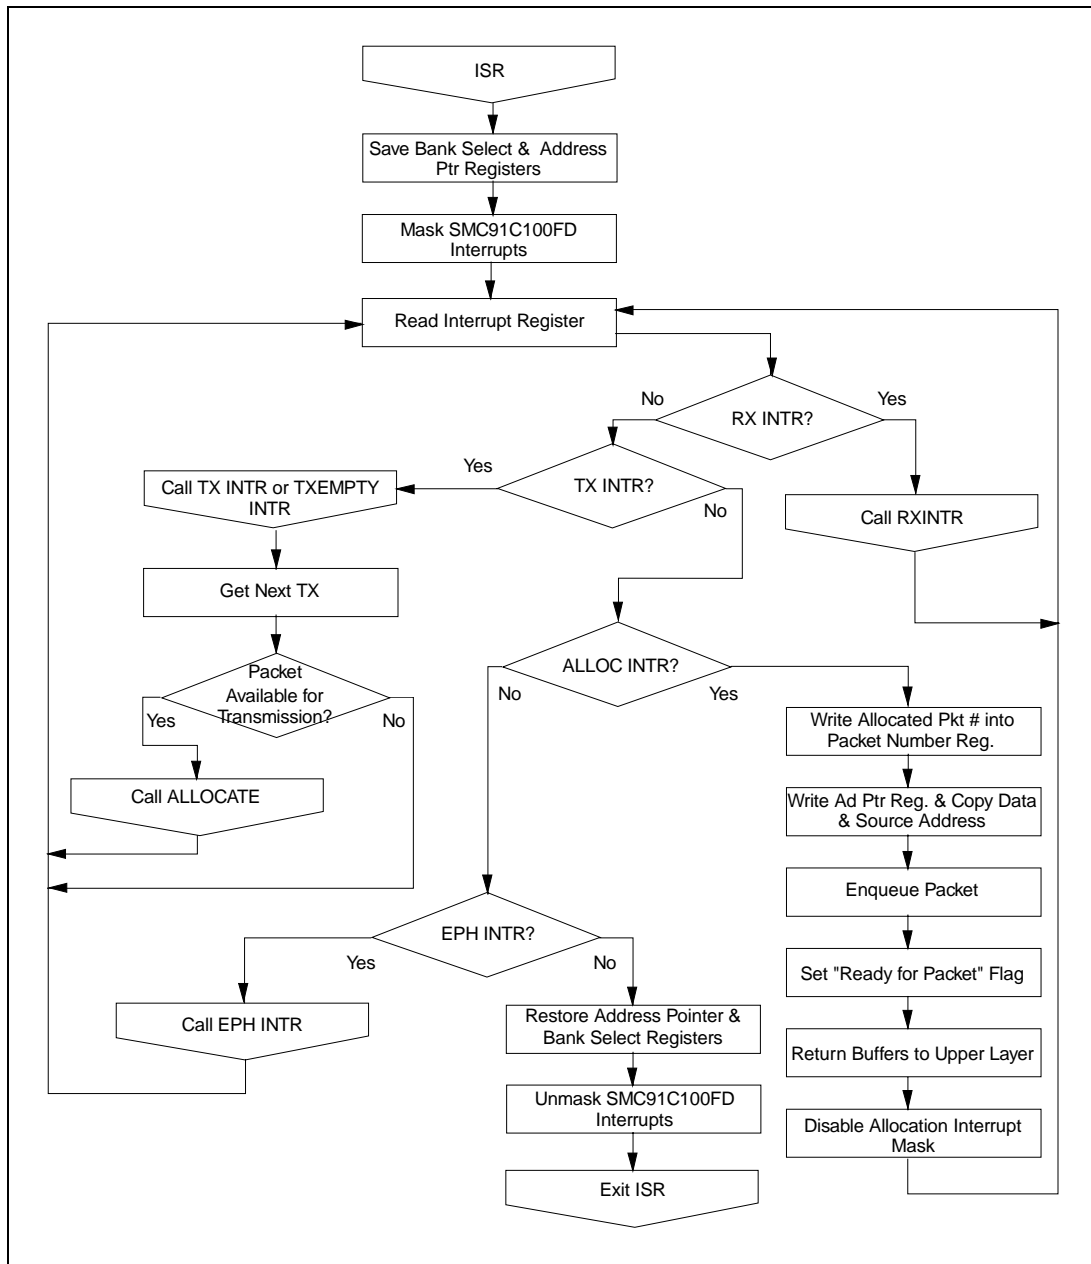 ISR
Save Bank Select & Address
Ptr Registers
Mask SMC91C100FD
Interrupts
Read Interrupt Register
No
Yes
RX INTR?
Yes
TX INTR?
No
Call TX INTR or TXEMPTY
INTR
Call RXINTR
Get Next TX
ALLOC INTR?
No
Yes
Packet
Available for
Transmission?
Yes
No
Write Allocated Pkt # into
Packet Number Reg.
Call ALLOCATE
Write Ad Ptr Reg. & Copy Data
& Source Address
Enqueue Packet
EPH INTR?
Yes
No
Set "Ready for Packet" Flag
Call EPH INTR
Restore Address Pointer &
Bank Select Registers
Return Buffers to Upper Layer
Unmask SMC91C100FD
Interrupts
Disable Allocation Interrupt
Mask
Exit ISR